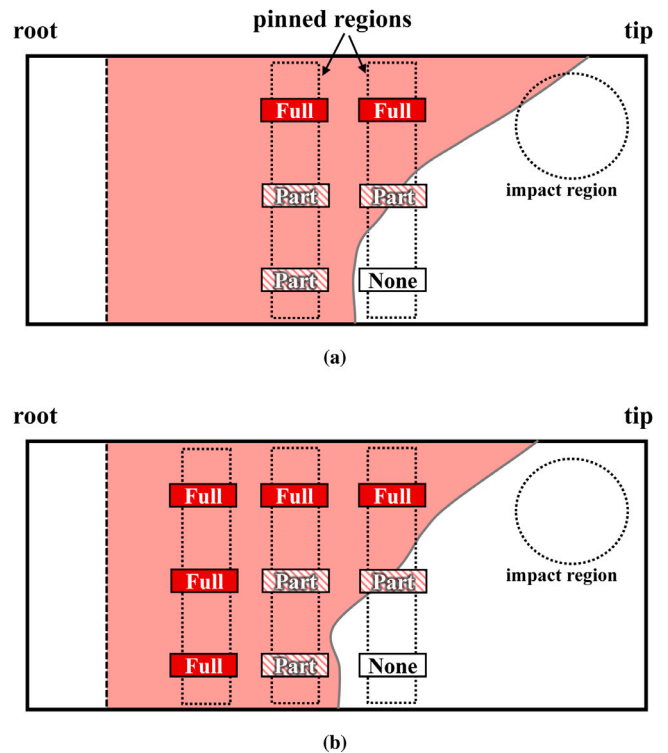 root pinned regions tip
Full Full
impact region
Part Part
Part None
(a)
root tip
Full Full Full
impact region
Full Part Part
Full Part None
(b)